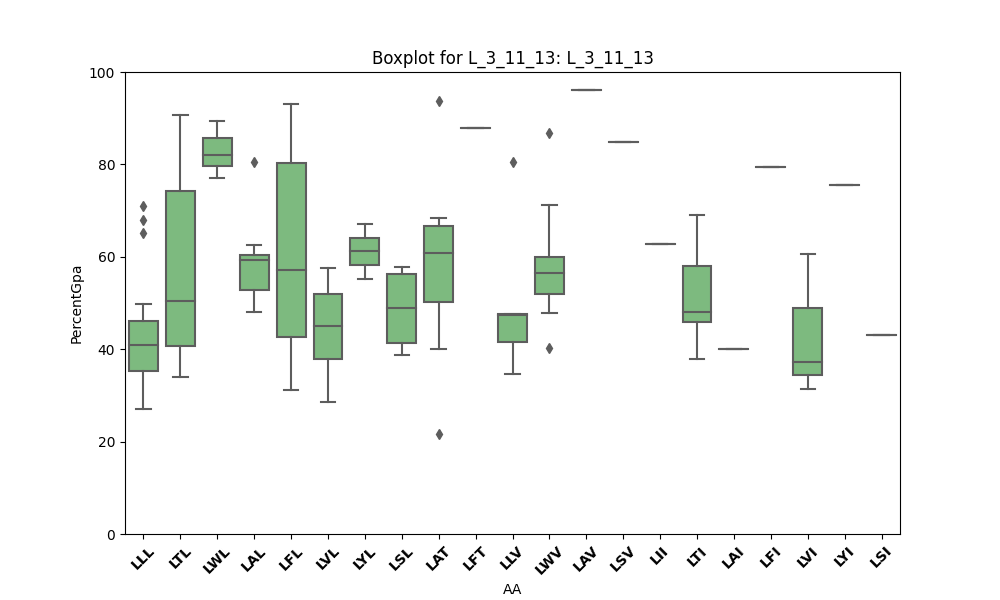 Boxplot for L_3_11_13: L_3_11_13
PercentGpa
100
80
60
40
20
0
LLL LTL LWL LAL LFL LVL LYL LSL LAT LFT LLV LWV LAV LSV LII LTI LAI LFI LVI LYI LSI
AA